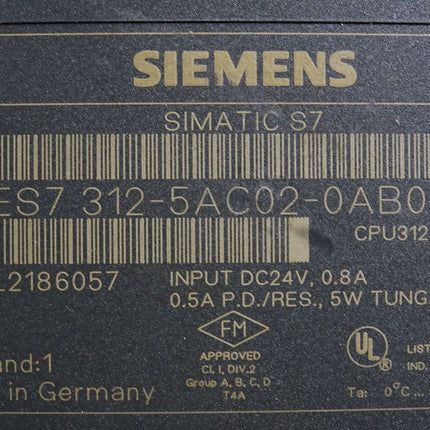 SIEMENS
SIMATIC S7
ES7 312-5AC02-0AB0
CPU312
2186057
INPUT DC24V, 0.8A
0.5A P.D./RES., 5W TUNG
FM
APPROVED
CL I, DIV.2
Group A, B, C, D
T4A
UL
®
LIST
IND.
Ta: 0°C ...
and:1
in Germany